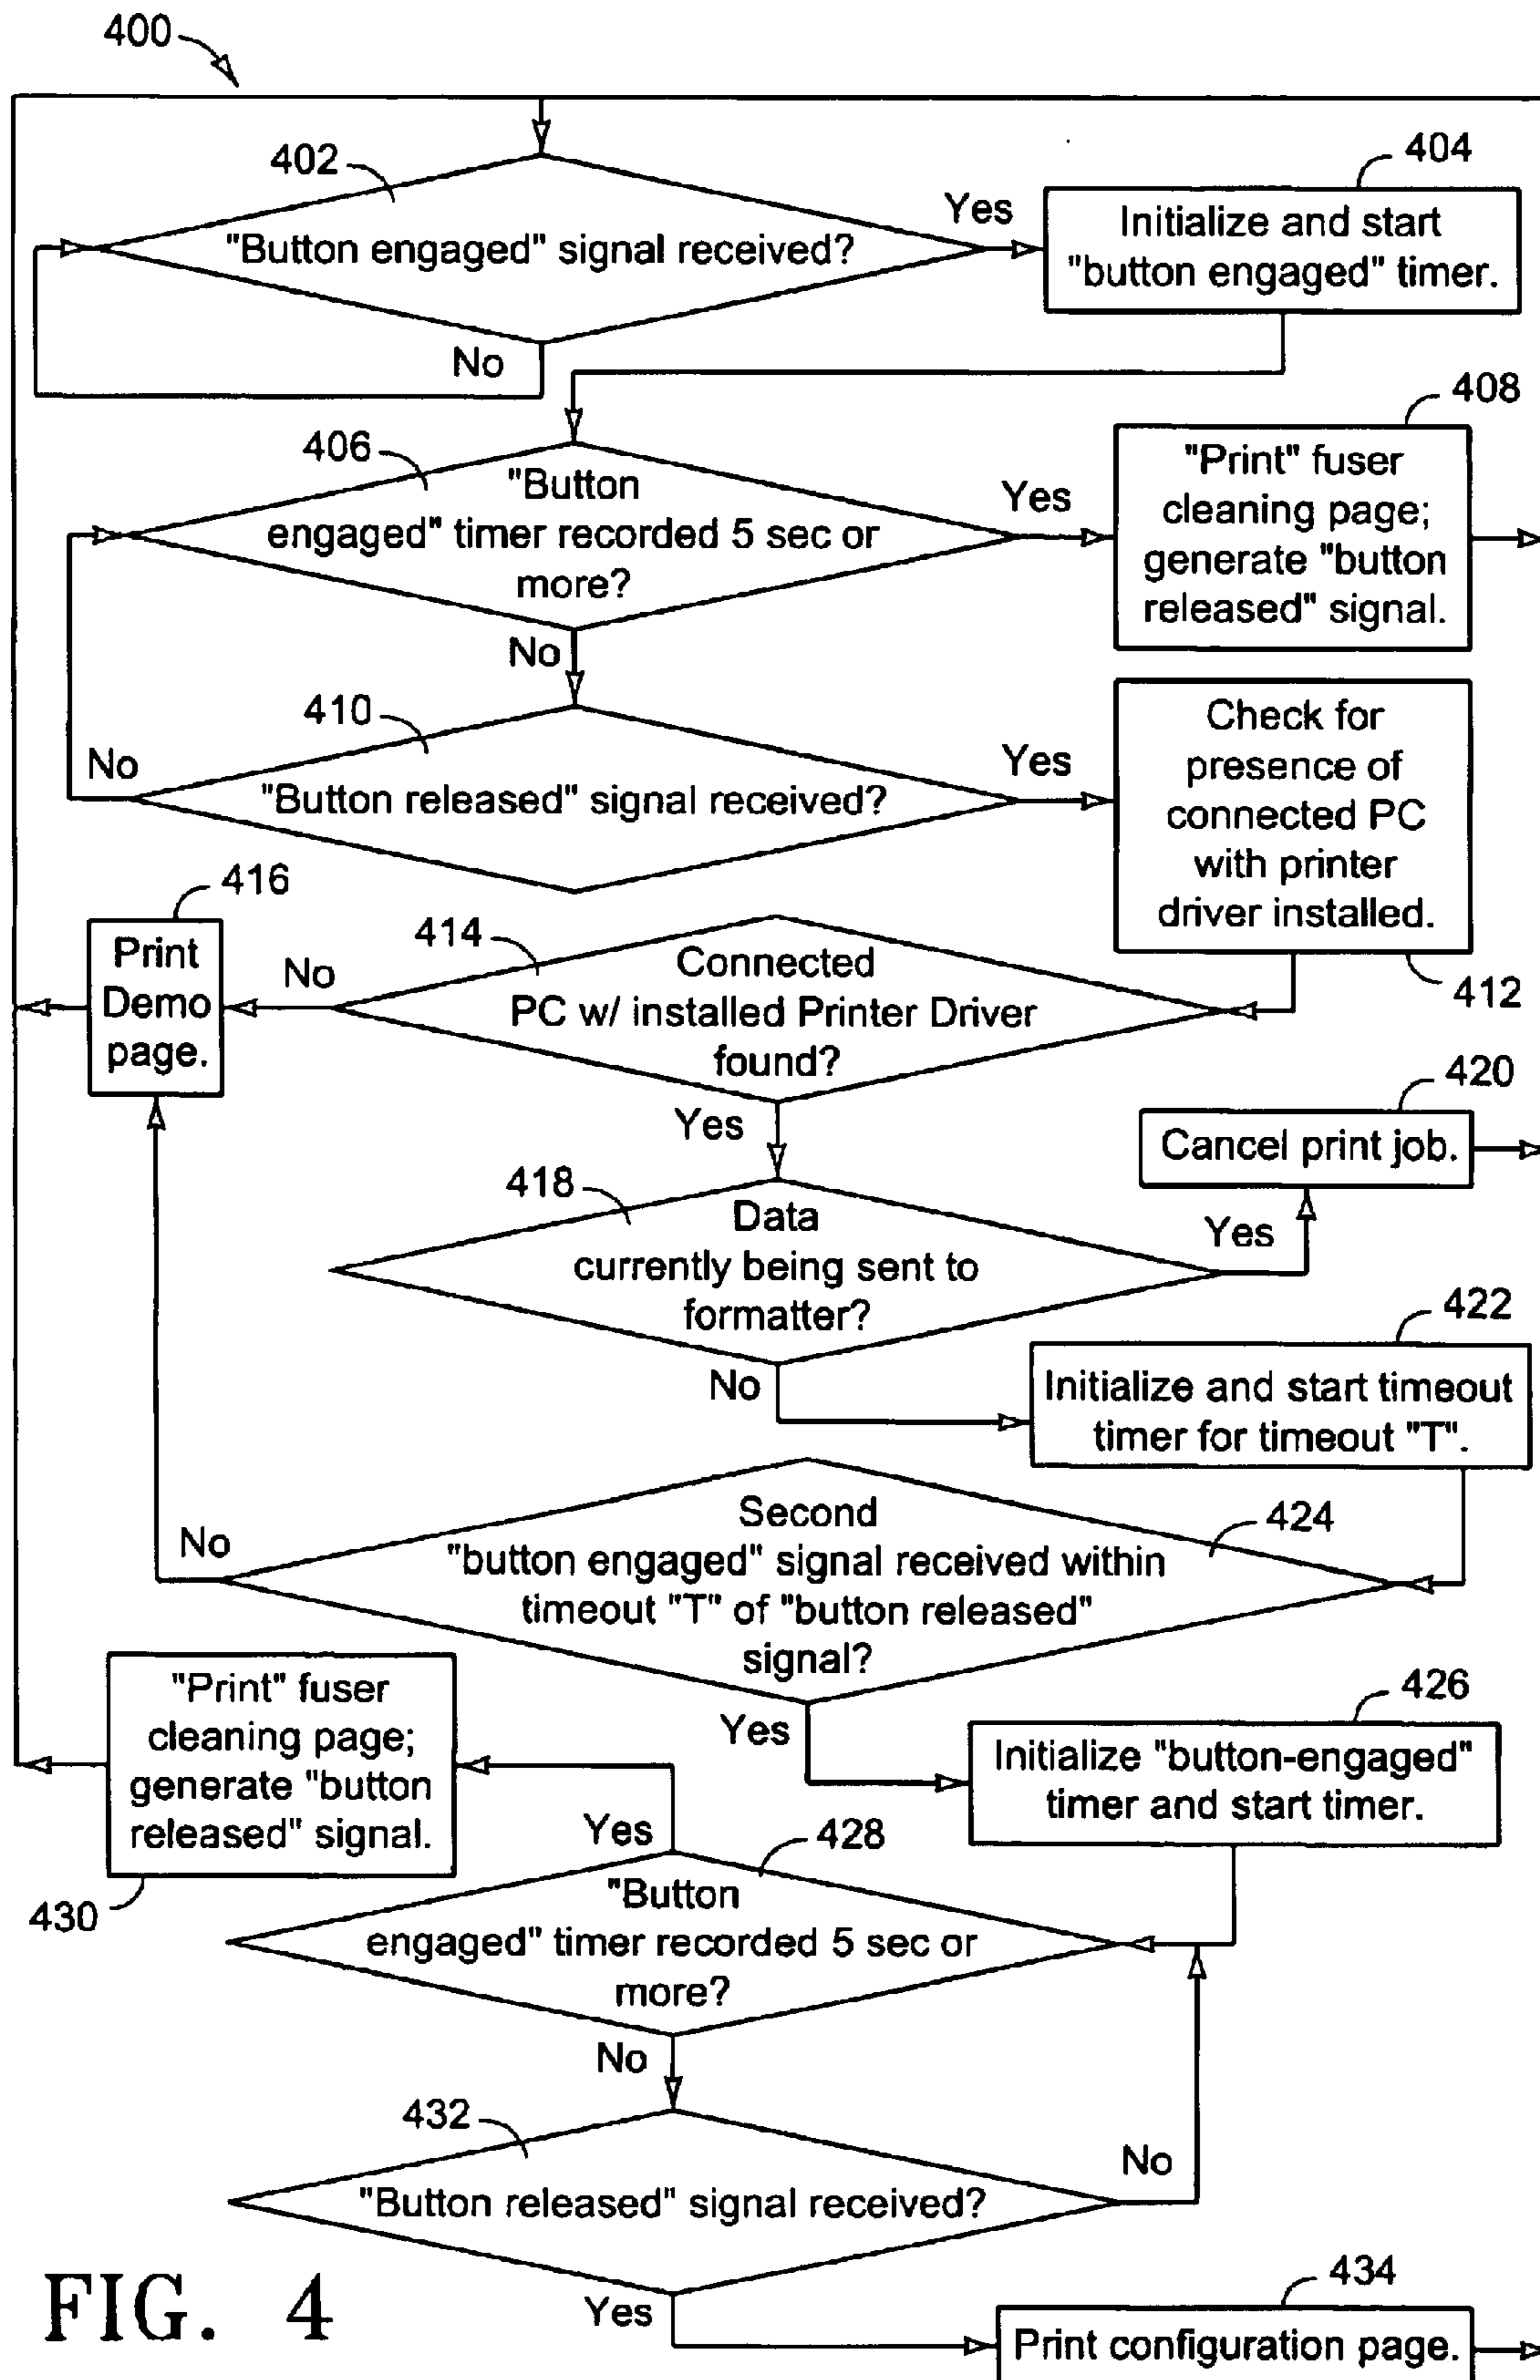 400
402
"Button engaged" signal received?
Yes
No
404
Initialize and start
"button engaged" timer.
406
"Button
engaged" timer recorded 5 sec or
more?
Yes
No
408
"Print" fuser
cleaning page;
generate "button
released" signal.
410
"Button released" signal received?
No
Yes
Check for
presence of
connected PC
with printer
driver installed.
412
414
Connected
PC w/ installed Printer Driver
found?
No
Yes
416
Print
Demo
page.
418
Data
currently being sent to
formatter?
Yes
No
420
Cancel print job.
422
Initialize and start timeout
timer for timeout "T".
424
Second
"button engaged" signal received within
timeout "T" of "button released"
signal?
No
Yes
426
Initialize "button-engaged"
timer and start timer.
428
"Button
engaged" timer recorded 5 sec or
more?
Yes
No
"Print" fuser
cleaning page;
generate "button
released" signal.
430
432
"Button released" signal received?
No
Yes
434
Print configuration page.
FIG. 4